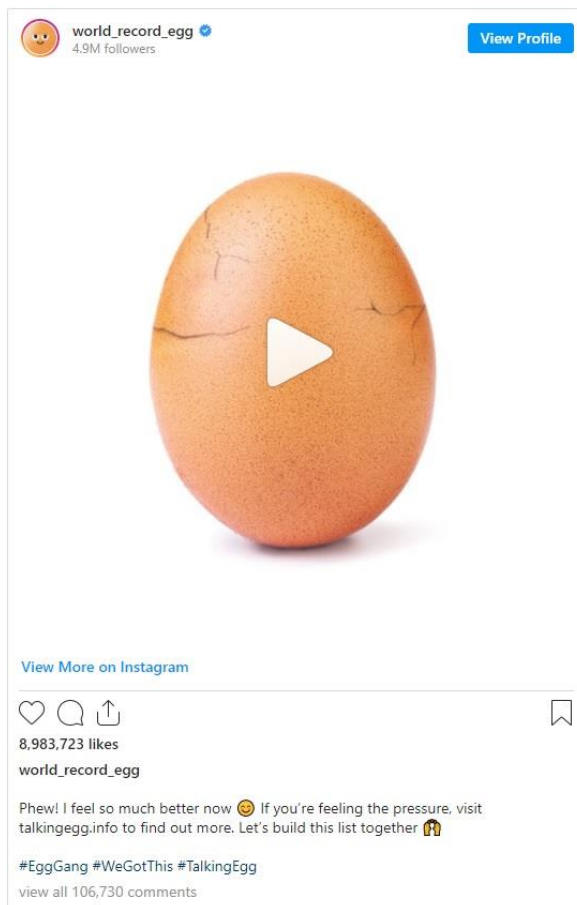 world_record_egg
4.9M followers
View Profile
View More on Instagram
8,983,723 likes
world_record_egg
Phew! I feel so much better now 😊 If you're feeling the pressure, visit
talkingegg.info to find out more. Let's build this list together 🙌
#EggGang #WeGotThis #TalkingEgg
view all 106,730 comments